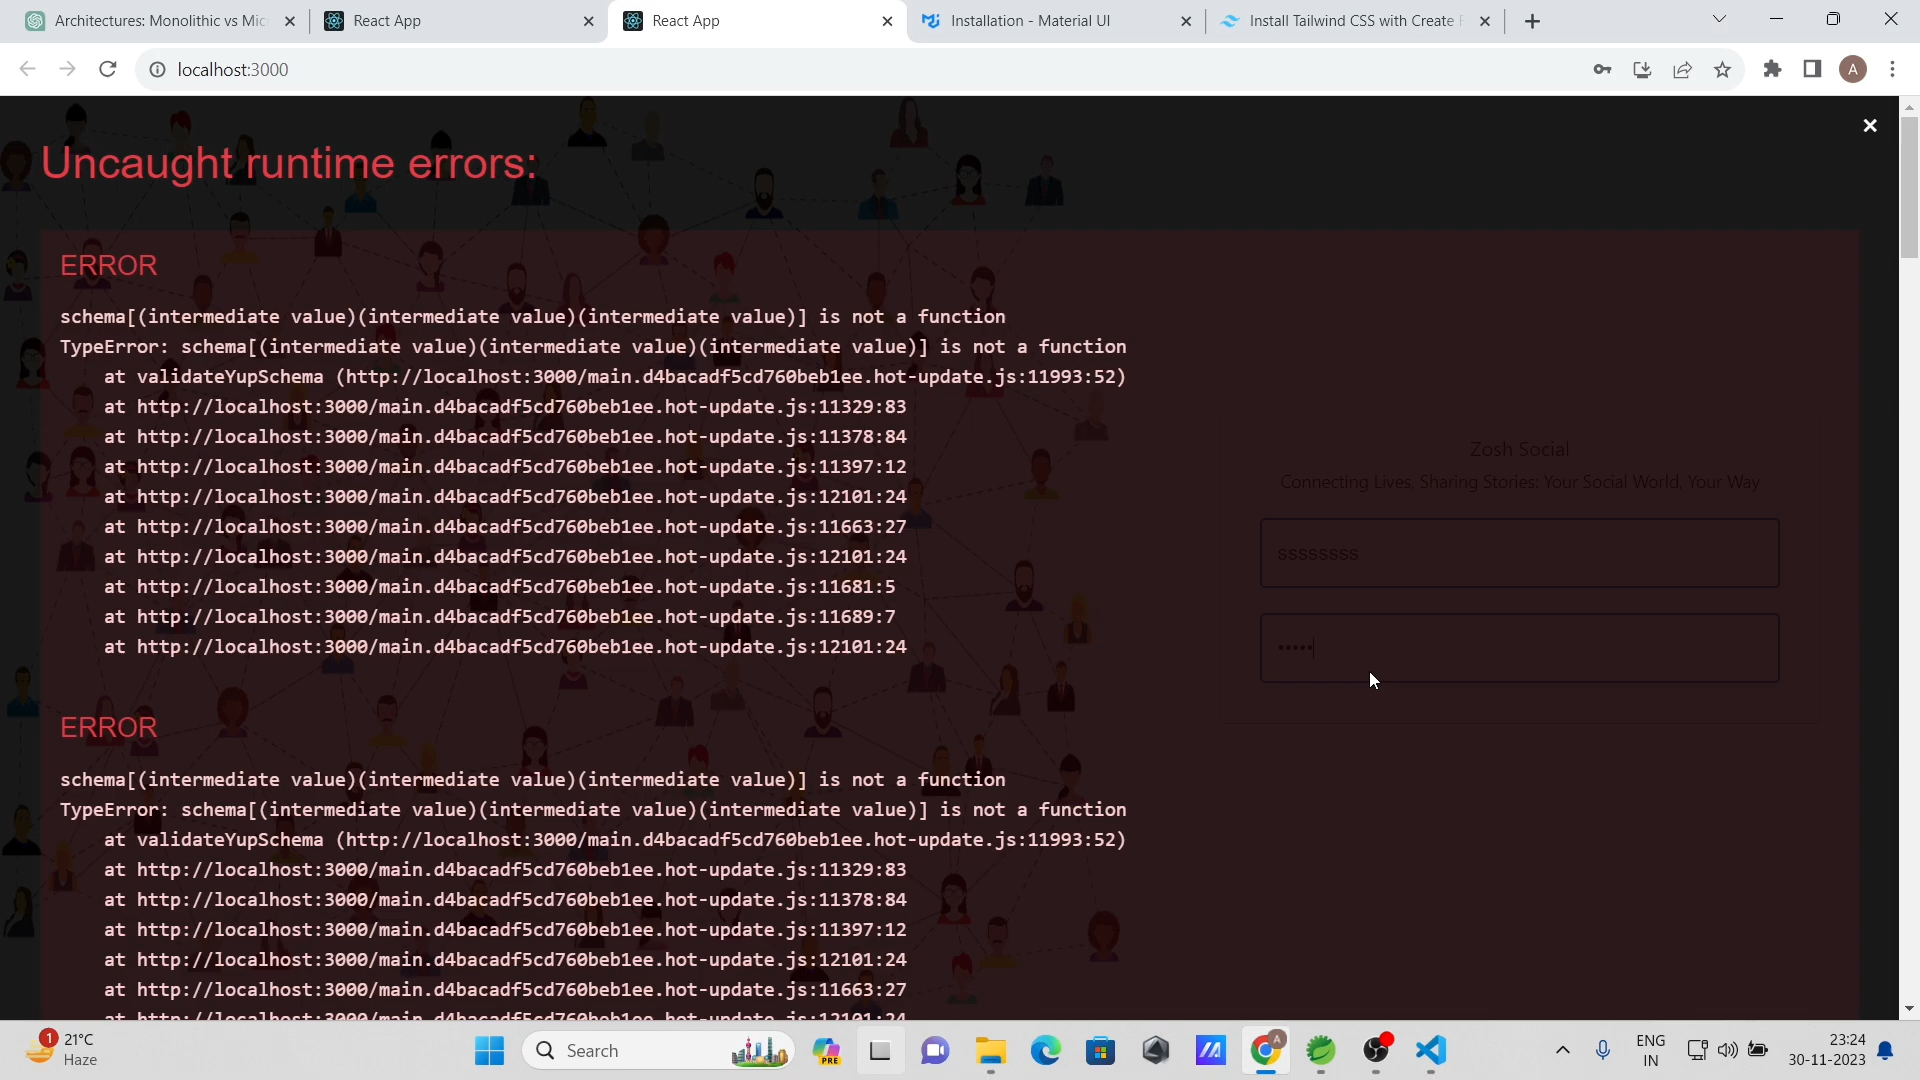 Architectures: Monolithic vs Mic
React App
React App
Installation - Material UI
Install Tailwind CSS with Create F
localhost:3000
A
Uncaught runtime errors:
ERROR
schema[(intermediate value)(intermediate value)(intermediate value)] is not a function
TypeError: schema[(intermediate value)(intermediate value)(intermediate value)] is not a function
at validateYupSchema (http://localhost:3000/main.d4bacadf5cd760beb1ee.hot-update.js:11993:52)
at http://localhost:3000/main.d4bacadf5cd760beb1ee.hot-update.js:11329:83
at http://localhost:3000/main.d4bacadf5cd760beb1ee.hot-update.js:11378:84
at http://localhost:3000/main.d4bacadf5cd760beb1ee.hot-update.js:11397:12
at http://localhost:3000/main.d4bacadf5cd760beb1ee.hot-update.js:12101:24
at http://localhost:3000/main.d4bacadf5cd760beb1ee.hot-update.js:11663:27
at http://localhost:3000/main.d4bacadf5cd760beb1ee.hot-update.js:12101:24
at http://localhost:3000/main.d4bacadf5cd760beb1ee.hot-update.js:11681:5
at http://localhost:3000/main.d4bacadf5cd760beb1ee.hot-update.js:11689:7
at http://localhost:3000/main.d4bacadf5cd760beb1ee.hot-update.js:12101:24
Zosh Social
Connecting Lives, Sharing Stories: Your Social World, Your Way
ssssssss
•••••
ERROR
schema[(intermediate value)(intermediate value)(intermediate value)] is not a function
TypeError: schema[(intermediate value)(intermediate value)(intermediate value)] is not a function
at validateYupSchema (http://localhost:3000/main.d4bacadf5cd760beb1ee.hot-update.js:11993:52)
at http://localhost:3000/main.d4bacadf5cd760beb1ee.hot-update.js:11329:83
at http://localhost:3000/main.d4bacadf5cd760beb1ee.hot-update.js:11378:84
at http://localhost:3000/main.d4bacadf5cd760beb1ee.hot-update.js:11397:12
at http://localhost:3000/main.d4bacadf5cd760beb1ee.hot-update.js:12101:24
at http://localhost:3000/main.d4bacadf5cd760beb1ee.hot-update.js:11663:27
at http://localhost:3000/main.d4bacadf5cd760beb1ee.hot-update.js:12101:24
1
21°C
Haze
Search
PRE
A
ENG
IN
23:24
30-11-2023